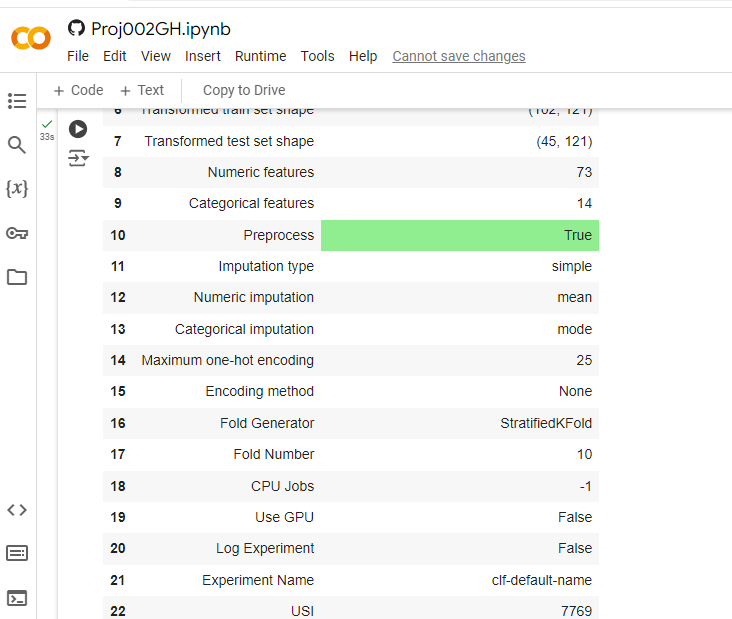 Proj002GH.ipynb
File Edit View Insert Runtime Tools Help Cannot save changes
+ Code + Text Copy to Drive
6 Transformed train set shape (102, 121)
33s
7 Transformed test set shape (45, 121)
8 Numeric features 73
{x}
9 Categorical features 14
10 Preprocess True
11 Imputation type simple
12 Numeric imputation mean
13 Categorical imputation mode
14 Maximum one-hot encoding 25
15 Encoding method None
16 Fold Generator StratifiedKFold
17 Fold Number 10
18 CPU Jobs -1
19 Use GPU False
20 Log Experiment False
21 Experiment Name clf-default-name
22 USI 7769